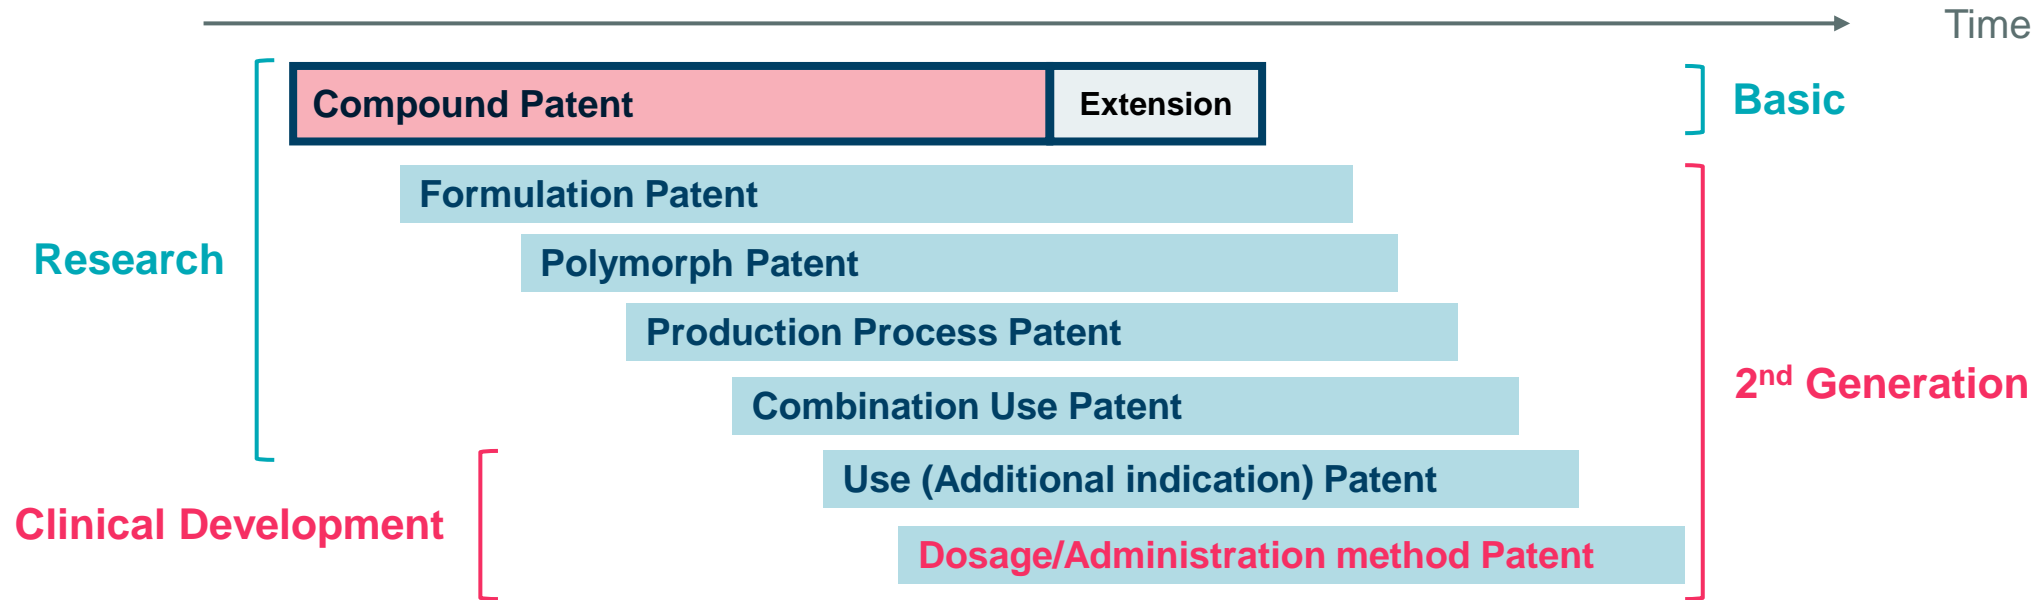 Time
Compound Patent
Extension
Basic
Formulation Patent
Research
Polymorph Patent
Production Process Patent
2nd Generation
Combination Use Patent
Use (Additional indication) Patent
Clinical Development
Dosage/Administration method Patent